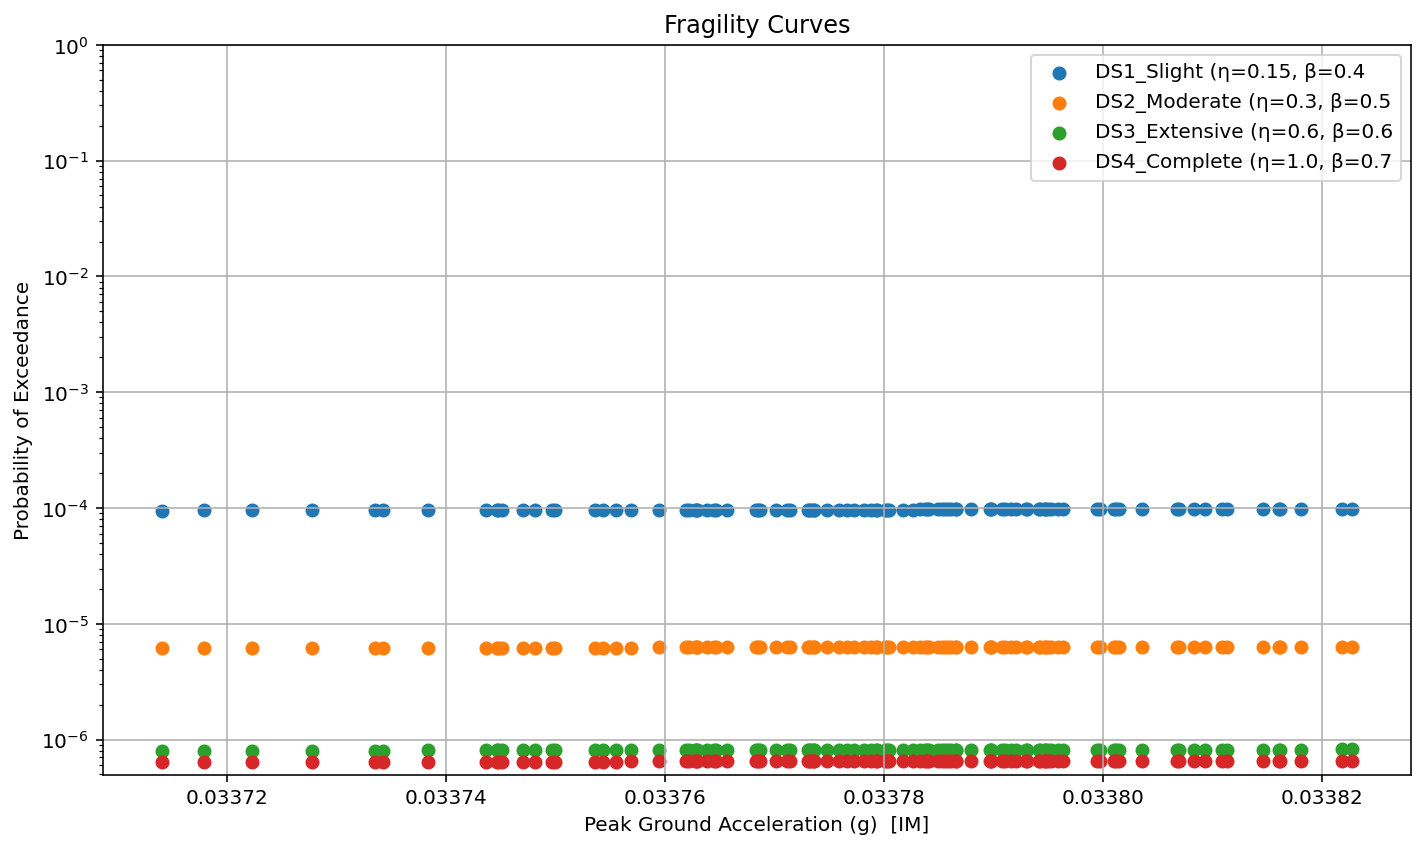 Fragility Curves
10⁰
10⁻¹
10⁻²
10⁻³
10⁻⁴
10⁻⁵
10⁻⁶
Probability of Exceedance
DS1_Slight (η=0.15, β=0.4
DS2_Moderate (η=0.3, β=0.5
DS3_Extensive (η=0.6, β=0.6
DS4_Complete (η=1.0, β=0.7
0.03372 0.03374 0.03376 0.03378 0.03380 0.03382
Peak Ground Acceleration (g)  [IM]